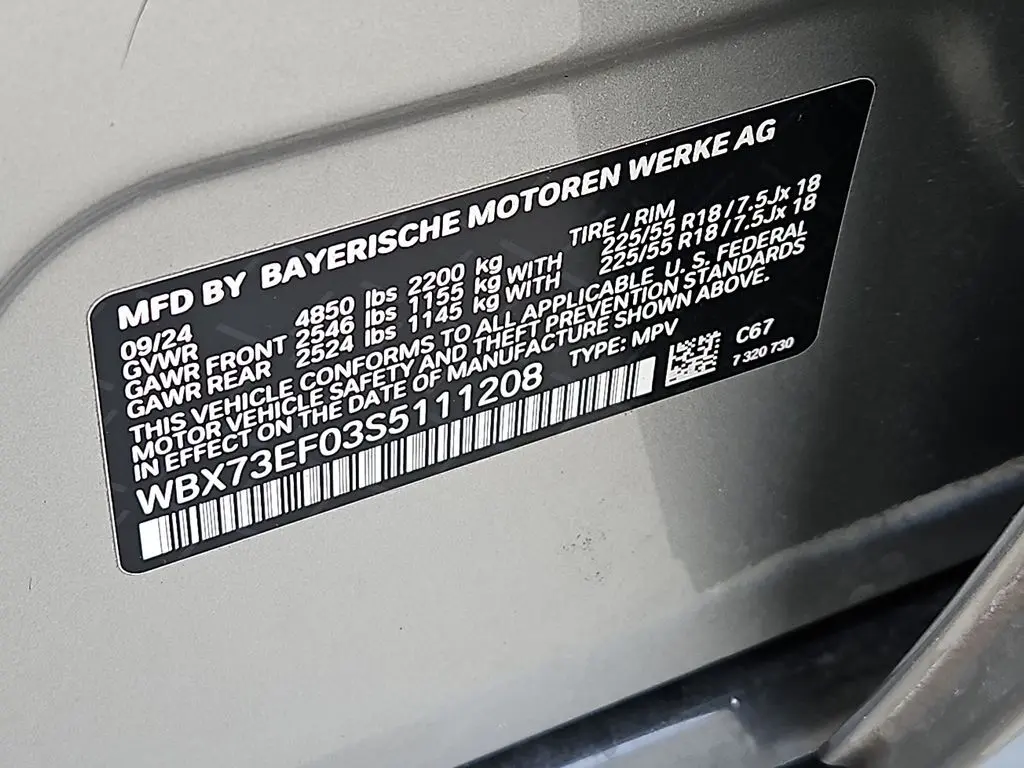 MFD BY BAYERISCHE MOTOREN WERKE AG
09/24 TIRE / RIM
GVWR 4850 lbs 2200 kg
GAWR FRONT 2546 lbs 1155 kg WITH 225/55 R18 / 7.5Jx 18
GAWR REAR 2524 lbs 1145 kg WITH 225/55 R18 / 7.5Jx 18
THIS VEHICLE CONFORMS TO ALL APPLICABLE U. S. FEDERAL
MOTOR VEHICLE SAFETY AND THEFT PREVENTION STANDARDS
IN EFFECT ON THE DATE OF MANUFACTURE SHOWN ABOVE.
WBX73EF03S5111208 TYPE: MPV C67
7 320 730